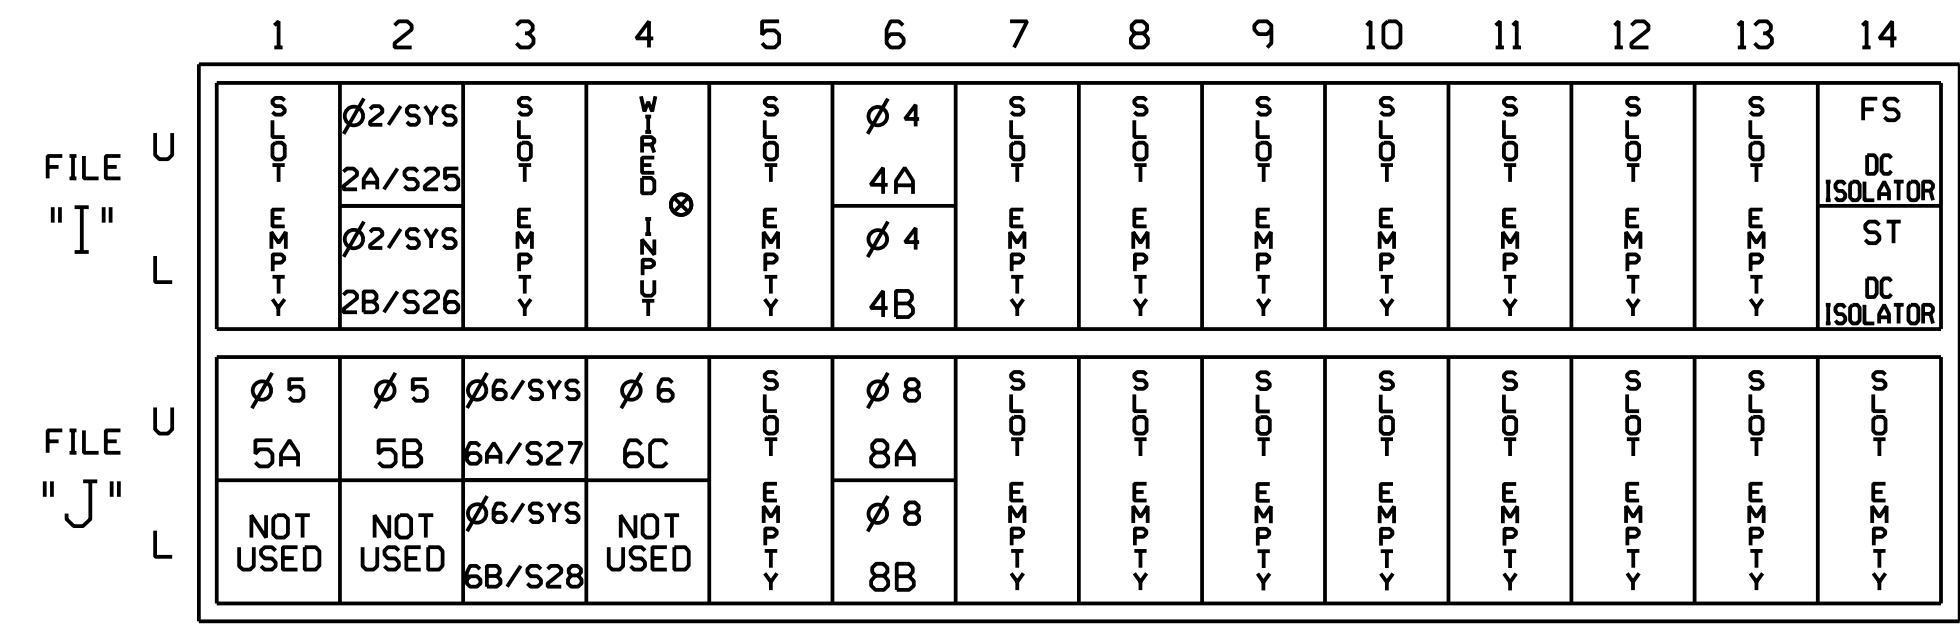 1 2 3 4 5 6 7 8 9 10 11 12 13 14
FILE "I"
U
L
SLOT EMPTY
Ø2/SYS
2A/S25
Ø2/SYS
2B/S26
SLOT EMPTY
WIRED INPUT
⊗
SLOT EMPTY
Ø 4
4A
Ø 4
4B
SLOT EMPTY
SLOT EMPTY
SLOT EMPTY
SLOT EMPTY
SLOT EMPTY
SLOT EMPTY
SLOT EMPTY
FS
DC
ISOLATOR
ST
DC
ISOLATOR
FILE "J"
U
L
Ø 5
5A
NOT
USED
Ø 5
5B
NOT
USED
Ø6/SYS
6A/S27
Ø6/SYS
6B/S28
Ø 6
6C
NOT
USED
SLOT EMPTY
Ø 8
8A
Ø 8
8B
SLOT EMPTY
SLOT EMPTY
SLOT EMPTY
SLOT EMPTY
SLOT EMPTY
SLOT EMPTY
SLOT EMPTY
SLOT EMPTY